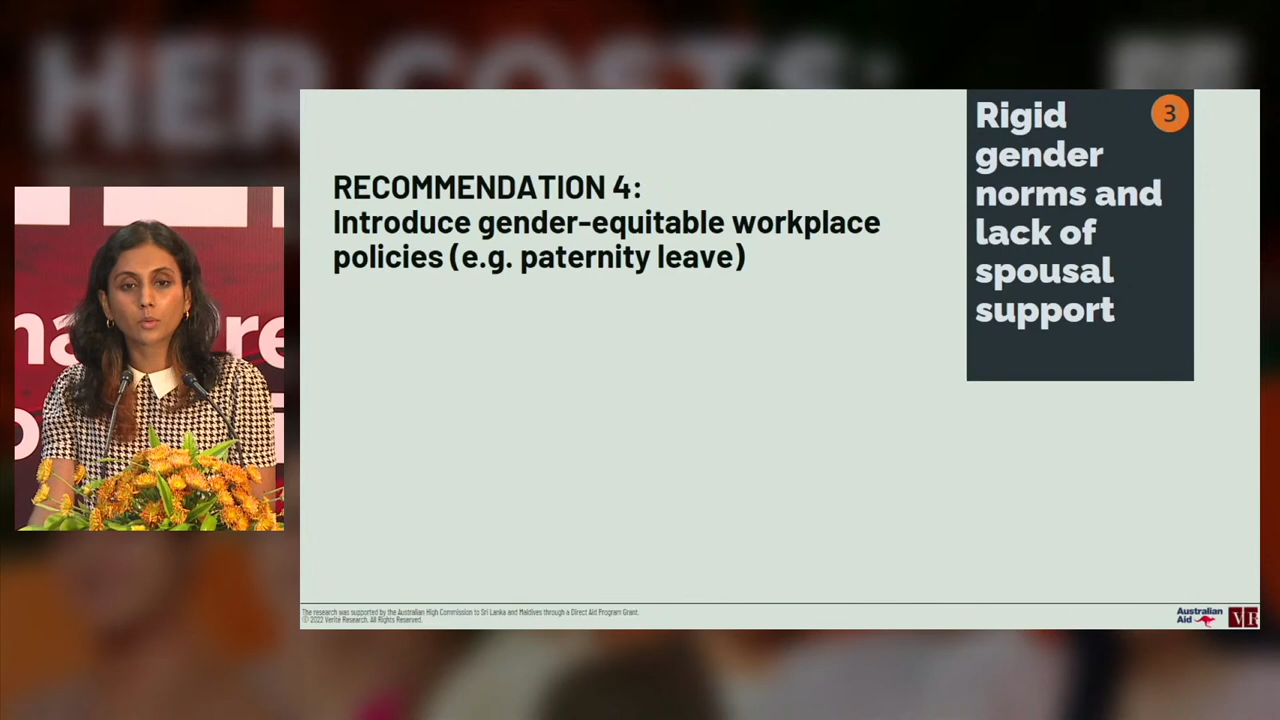 HER COSTS:
RECOMMENDATION 4:
Introduce gender-equitable workplace
policies (e.g. paternity leave)
Rigid
gender
norms and
lack of
spousal
support
3
The research was supported by the Australian High Commission to Sri Lanka and Maldives through a Direct Aid Program Grant.
© 2022 Verité Research. All Rights Reserved.
Australian
Aid
VR